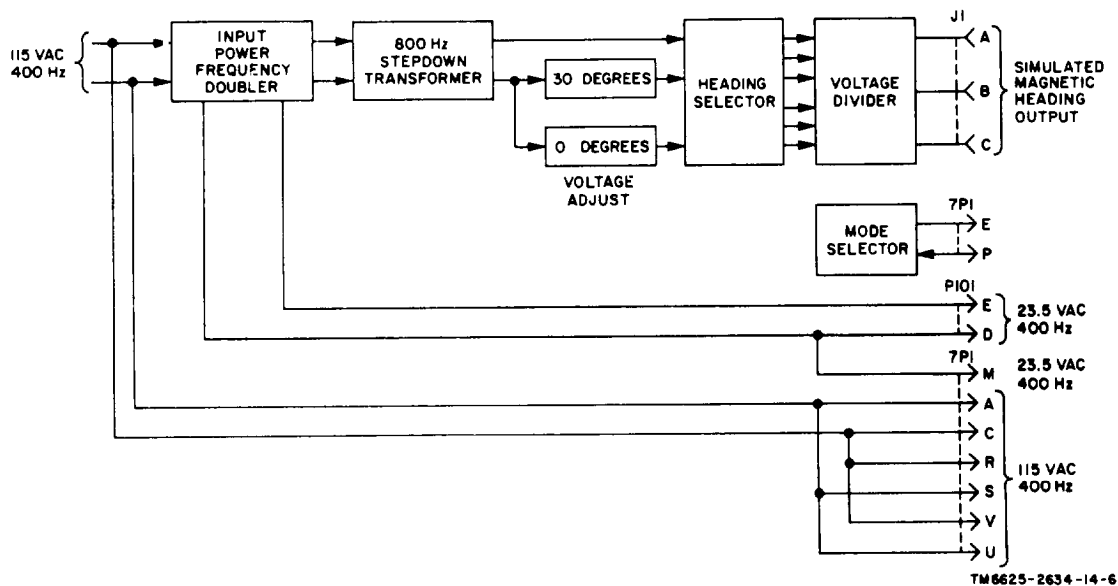 115 VAC
400 Hz
INPUT
POWER
FREQUENCY
DOUBLER
800 Hz
STEPDOWN
TRANSFORMER
30 DEGREES
0 DEGREES
VOLTAGE
ADJUST
HEADING
SELECTOR
VOLTAGE
DIVIDER
J1
A
B
C
SIMULATED
MAGNETIC
HEADING
OUTPUT
MODE
SELECTOR
7P1
E
P
P101
E
D
23.5 VAC
400 Hz
7P1
M
23.5 VAC
400 Hz
A
C
R
S
V
U
115 VAC
400 Hz
TM6625-2634-14-6